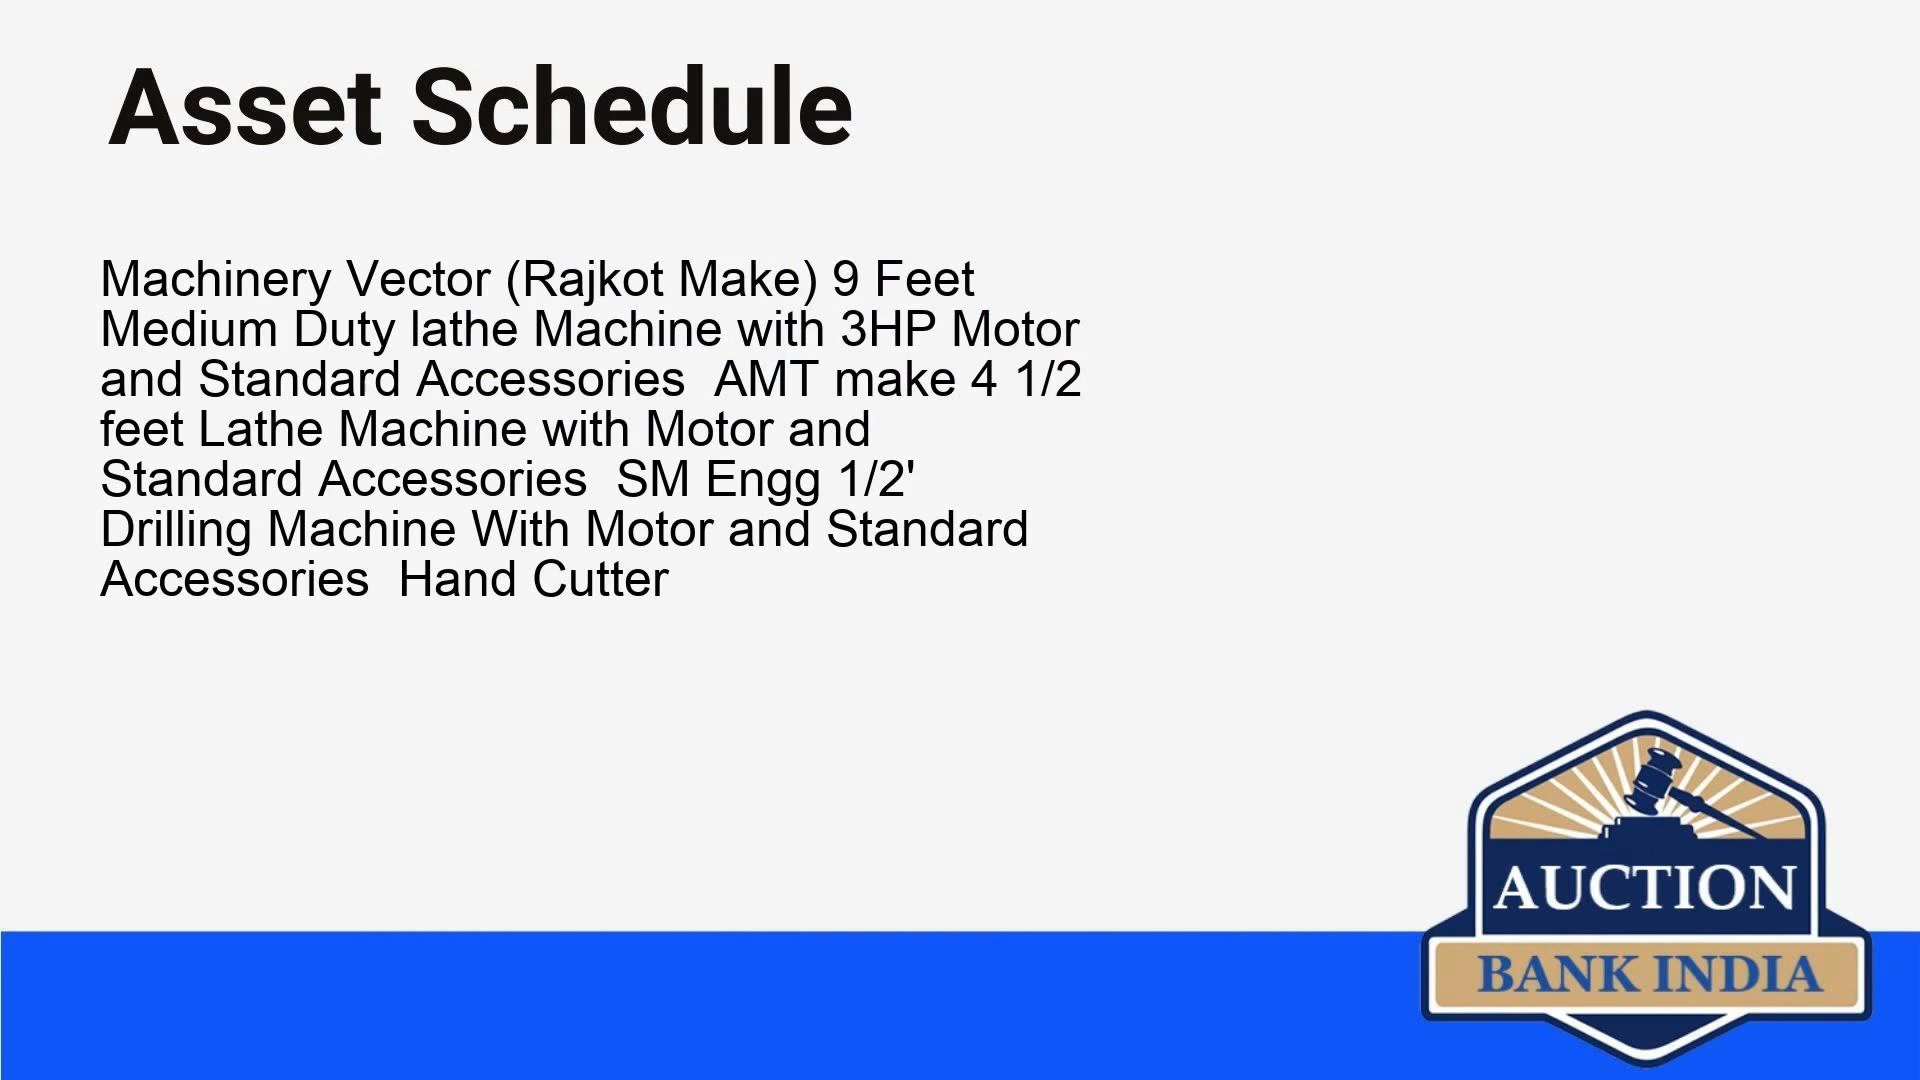 Asset Schedule
Machinery Vector (Rajkot Make) 9 Feet
Medium Duty lathe Machine with 3HP Motor
and Standard Accessories  AMT make 4 1/2
feet Lathe Machine with Motor and
Standard Accessories  SM Engg 1/2'
Drilling Machine With Motor and Standard
Accessories  Hand Cutter
AUCTION
BANK INDIA